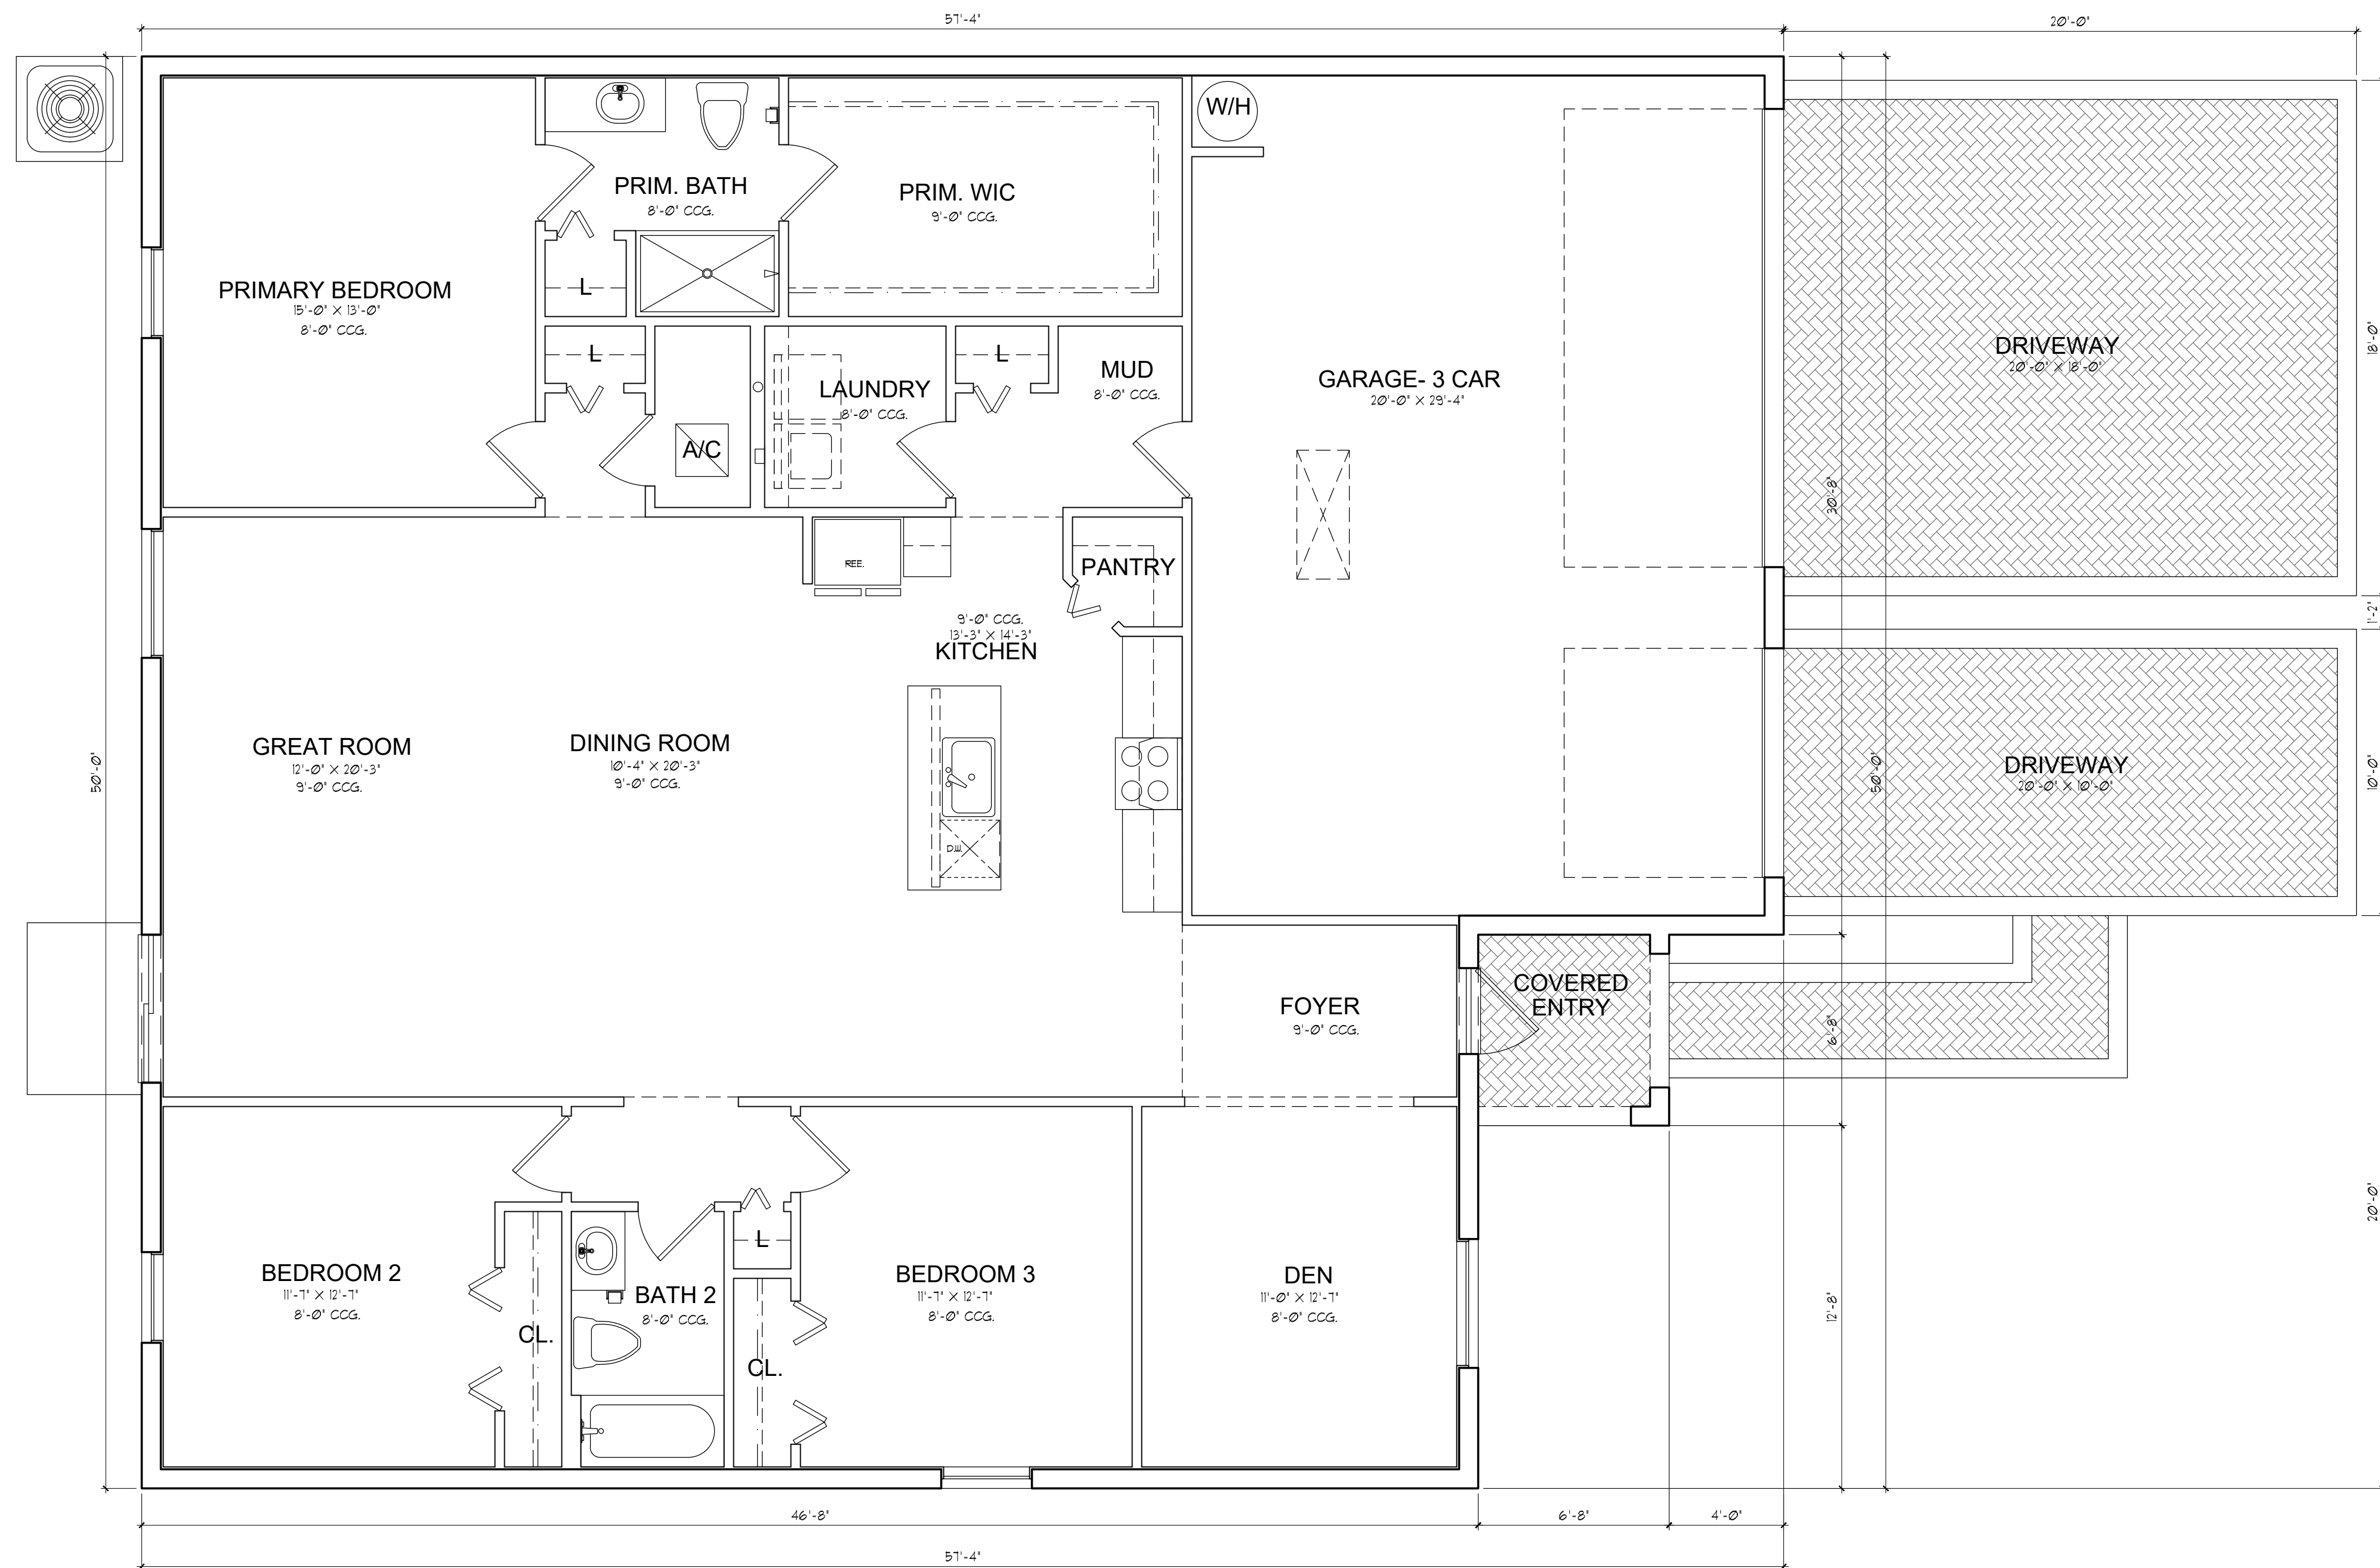 57'-4"
20'-0"
W/H
PRIM. BATH
8'-0" CCG.
PRIM. WIC
9'-0" CCG.
PRIMARY BEDROOM
15'-0" X 13'-0"
8'-0" CCG.
L
L
L
LAUNDRY
8'-0" CCG.
MUD
8'-0" CCG.
A/C
GARAGE- 3 CAR
20'-0" X 29'-4"
DRIVEWAY
20'-0" X 18'-0"
18'-0"
30'-8"
REF.
PANTRY
9'-0" CCG.
13'-3" X 14'-3"
KITCHEN
1'-2"
50'-0"
GREAT ROOM
12'-0" X 20'-3"
9'-0" CCG.
DINING ROOM
10'-4" X 20'-3"
9'-0" CCG.
D.W.
50'-0"
DRIVEWAY
20'-0" X 10'-0"
10'-0"
FOYER
9'-0" CCG.
COVERED
ENTRY
6'-8"
BEDROOM 2
11'-7" X 12'-7"
8'-0" CCG.
CL.
BATH 2
8'-0" CCG.
L
CL.
BEDROOM 3
11'-7" X 12'-7"
8'-0" CCG.
DEN
11'-0" X 12'-7"
8'-0" CCG.
12'-8"
20'-0"
46'-8"
6'-8"
4'-0"
57'-4"